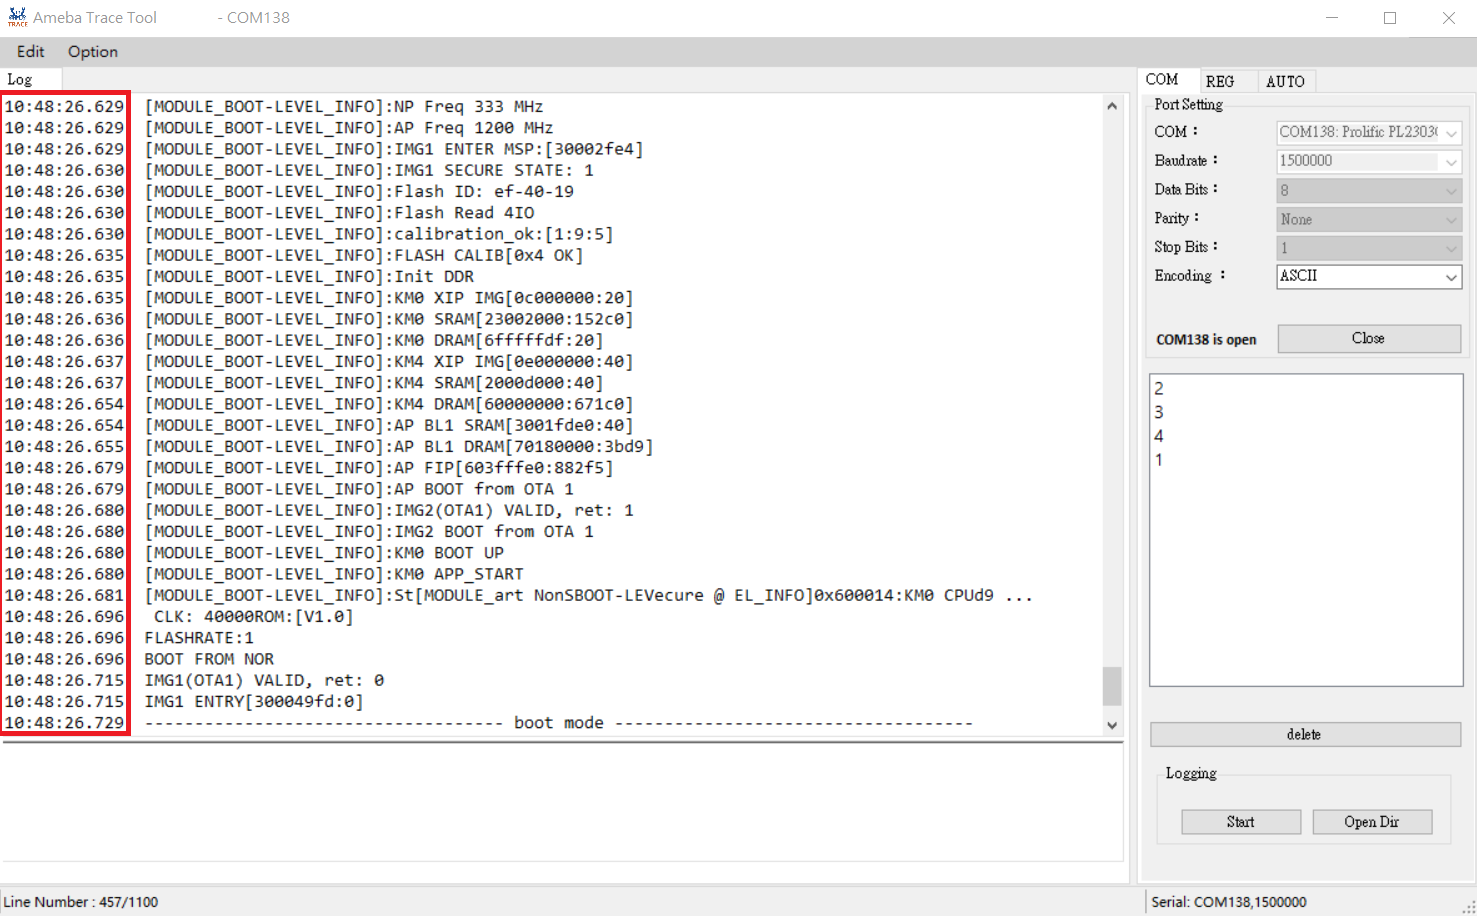 TRACE
Ameba Trace Tool - COM138
Edit Option
Log
10:48:26.629 [MODULE_BOOT-LEVEL_INFO]:NP Freq 333 MHz
10:48:26.629 [MODULE_BOOT-LEVEL_INFO]:AP Freq 1200 MHz
10:48:26.629 [MODULE_BOOT-LEVEL_INFO]:IMG1 ENTER MSP:[30002fe4]
10:48:26.630 [MODULE_BOOT-LEVEL_INFO]:IMG1 SECURE STATE: 1
10:48:26.630 [MODULE_BOOT-LEVEL_INFO]:Flash ID: ef-40-19
10:48:26.630 [MODULE_BOOT-LEVEL_INFO]:Flash Read 4IO
10:48:26.630 [MODULE_BOOT-LEVEL_INFO]:calibration_ok:[1:9:5]
10:48:26.635 [MODULE_BOOT-LEVEL_INFO]:FLASH CALIB[0x4 OK]
10:48:26.635 [MODULE_BOOT-LEVEL_INFO]:Init DDR
10:48:26.635 [MODULE_BOOT-LEVEL_INFO]:KM0 XIP IMG[0c000000:20]
10:48:26.636 [MODULE_BOOT-LEVEL_INFO]:KM0 SRAM[23002000:152c0]
10:48:26.636 [MODULE_BOOT-LEVEL_INFO]:KM0 DRAM[6fffffdf:20]
10:48:26.637 [MODULE_BOOT-LEVEL_INFO]:KM4 XIP IMG[0e000000:40]
10:48:26.637 [MODULE_BOOT-LEVEL_INFO]:KM4 SRAM[2000d000:40]
10:48:26.654 [MODULE_BOOT-LEVEL_INFO]:KM4 DRAM[60000000:671c0]
10:48:26.654 [MODULE_BOOT-LEVEL_INFO]:AP BL1 SRAM[3001fde0:40]
10:48:26.655 [MODULE_BOOT-LEVEL_INFO]:AP BL1 DRAM[70180000:3bd9]
10:48:26.679 [MODULE_BOOT-LEVEL_INFO]:AP FIP[603fffe0:882f5]
10:48:26.679 [MODULE_BOOT-LEVEL_INFO]:AP BOOT from OTA 1
10:48:26.680 [MODULE_BOOT-LEVEL_INFO]:IMG2(OTA1) VALID, ret: 1
10:48:26.680 [MODULE_BOOT-LEVEL_INFO]:IMG2 BOOT from OTA 1
10:48:26.680 [MODULE_BOOT-LEVEL_INFO]:KM0 BOOT UP
10:48:26.680 [MODULE_BOOT-LEVEL_INFO]:KM0 APP_START
10:48:26.681 [MODULE_BOOT-LEVEL_INFO]:St[MODULE_art NonSBOOT-LEVecure @ EL_INFO]0x600014:KM0 CPUd9 ...
10:48:26.696 CLK: 40000ROM:[V1.0]
10:48:26.696 FLASHRATE:1
10:48:26.696 BOOT FROM NOR
10:48:26.715 IMG1(OTA1) VALID, ret: 0
10:48:26.715 IMG1 ENTRY[300049fd:0]
10:48:26.729 ------------------------------------ boot mode ------------------------------------
COM REG AUTO
Port Setting
COM : COM138: Prolific PL2303
Baudrate : 1500000
Data Bits : 8
Parity : None
Stop Bits : 1
Encoding : ASCII
COM138 is open Close
2
3
4
1
delete
Logging
Start Open Dir
Line Number : 457/1100 Serial: COM138,1500000